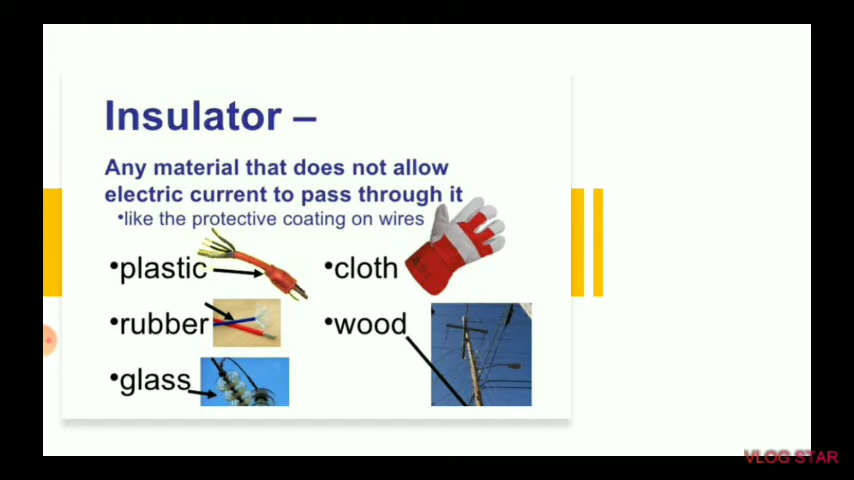 Insulator –
Any material that does not allow
electric current to pass through it
•like the protective coating on wires
•plastic
•cloth
•rubber
•wood
•glass
VLOG STAR